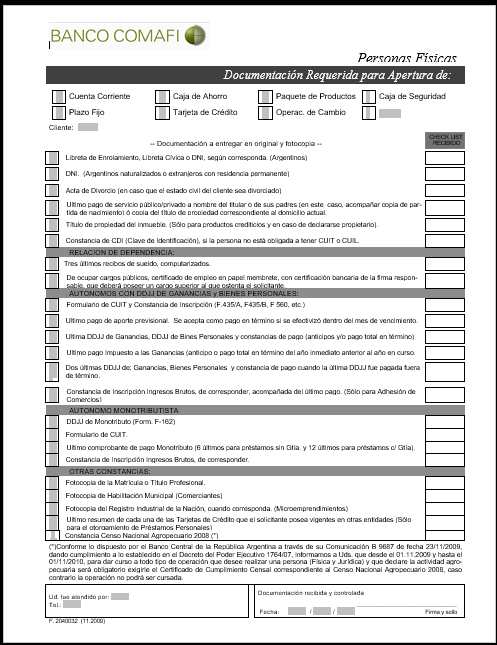 BANCO COMAFI
Personas Físicas
Documentación Requerida para Apertura de:
Cuenta Corriente
Caja de Ahorro
Paquete de Productos
Caja de Seguridad
Plazo Fijo
Tarjeta de Crédito
Operac. de Cambio
Cliente:
-- Documentación a entregar en original y fotocopia --
CHECK LIST
RECIBIDO
Libreta de Enrolamiento, Libreta Cívica o DNI, según corresponda. (Argentinos)
DNI. (Argentinos naturalizados o extranjeros con residencia permanente)
Acta de Divorcio (en caso que el estado civil del cliente sea divorciado)
Ultimo pago de servicio público/privado a nombre del titular o de sus padres (en este caso, acompañar copia de par-
tida de nacimiento) ó copia del título de propiedad correspondiente al domicilio actual.
Título de propiedad del inmueble. (Sólo para productos crediticios y en caso de declararse propietario).
Constancia de CDI (Clave de Identificación), si la persona no está obligada a tener CUIT o CUIL.
RELACION DE DEPENDENCIA:
Tres últimos recibos de sueldo, computarizados.
De ocupar cargos públicos, certificado de empleo en papel membrete, con certificación bancaria de la firma respon-
sable, que deberá poseer un cargo superior al que ostenta el solicitante.
AUTONOMOS CON DDJJ DE GANANCIAS y BIENES PERSONALES:
Formulario de CUIT y Constancia de Inscripción (F.435/A, F435/B, F 560, etc.)
Ultimo pago de aporte previsional. Se acepta como pago en término si se efectivizó dentro del mes de vencimiento.
Ultima DDJJ de Ganancias, DDJJ de Bines Personales y constancias de pago (anticipos y/o pago total en término)
Ultimo pago Impuesto a las Ganancias (anticipo o pago total en término) del año inmediato anterior al año en curso.
Dos últimas DDJJ de: Ganancias, Bienes Personales y constancia de pago cuando la última DDJJ fue pagada fuera
de término.
Constancia de Inscripción Ingresos Brutos, de corresponder, acompañada del último pago. (Sólo para Adhesión de
Comercios)
AUTONOMO MONOTRIBUTISTA
DDJJ de Monotributo (Form. F-162)
Formulario de CUIT.
Ultimo comprobante de pago Monotributo (6 últimos para préstamos sin Gtía. y 12 últimos para préstamos c/ Gtía).
Constancia de Inscripción Ingresos Brutos, de corresponder.
OTRAS CONSTANCIAS:
Fotocopia de la Matrícula o Título Profesional.
Fotocopia de Habilitación Municipal (Comerciantes)
Fotocopia del Registro Industrial de la Nación, cuando corresponda. (Microemprendimientos)
Ultimo resumen de cada una de las Tarjetas de Crédito que el solicitante posea vigentes en otras entidades (Sólo
para el otoroamiento de Préstamos Personales)
Constancia Censo Nacional Agropecuario 2008 (*)
(*)Conforme lo dispuesto por el Banco Central de la República Argentina a través de su Comunicación B 9687 de fecha 23/11/2009,
dando cumplimiento a lo establecido en el Decreto del Poder Ejecutivo 1764/07, informamos a Uds. que desde el 01.11.2009 y hasta el
01/11/2010, para dar curso a todo tipo de operación que desee realizar una persona (Física y Jurídica) y que declare la actividad agro-
pecuaria será obligatorio exigirle el Certificado de Cumplimiento Censal correspondiente al Censo Nacional Agropecuario 2008, caso
contrario la operación no podrá ser cursada.
Ud. fue atendido por:
Tel.:
Documentación recibida y controlada
Fecha: / /
Firma y sello
F. 2040032 (11.2009)